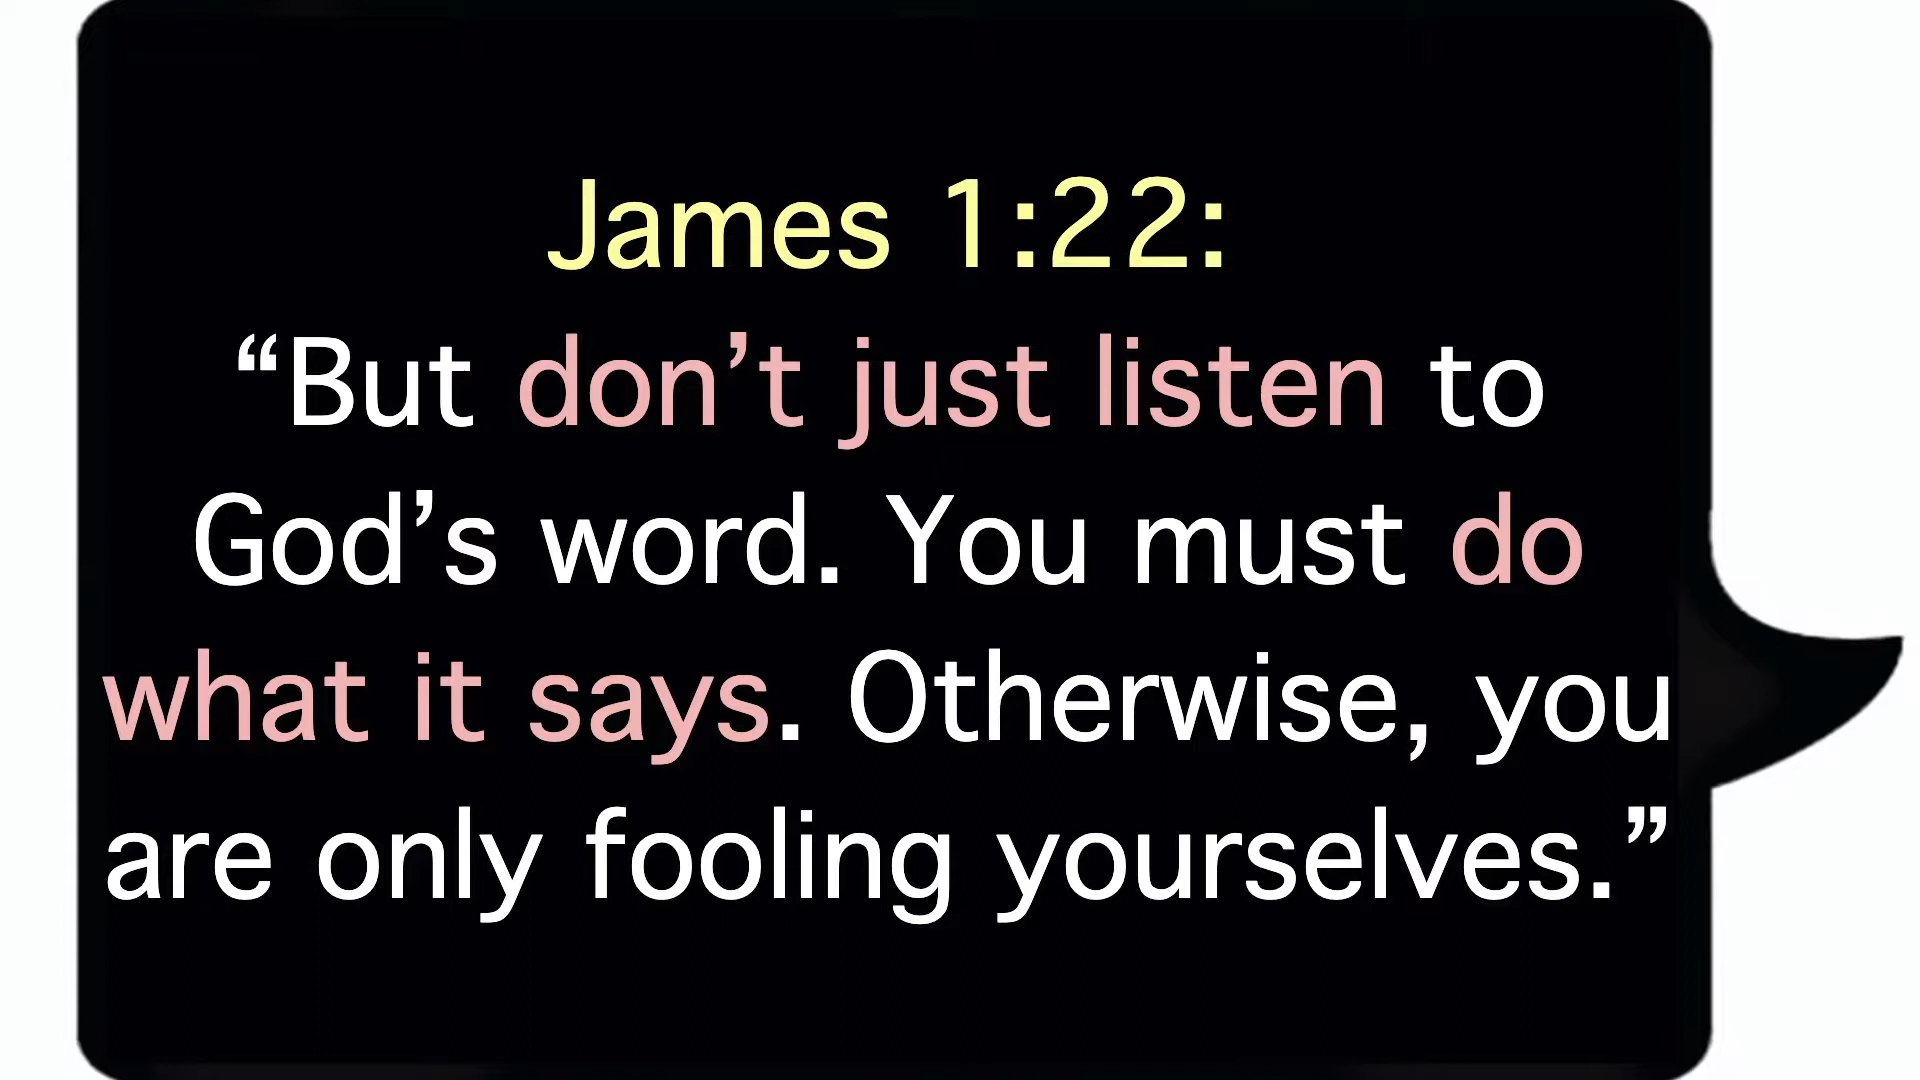 James 1:22:
“But don’t just listen to
God’s word. You must do
what it says. Otherwise, you
are only fooling yourselves.”